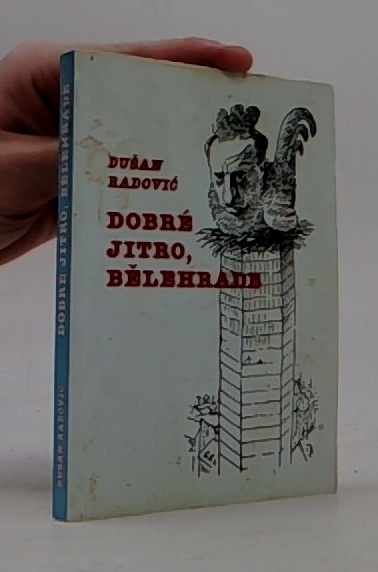 DUŠAN
RADOVIĆ
DOBRÉ
JITRO,
BĚLEHRADE
DOBRÉ JITRO, BĚLEHRADE
DUŠAN RADOVIĆ